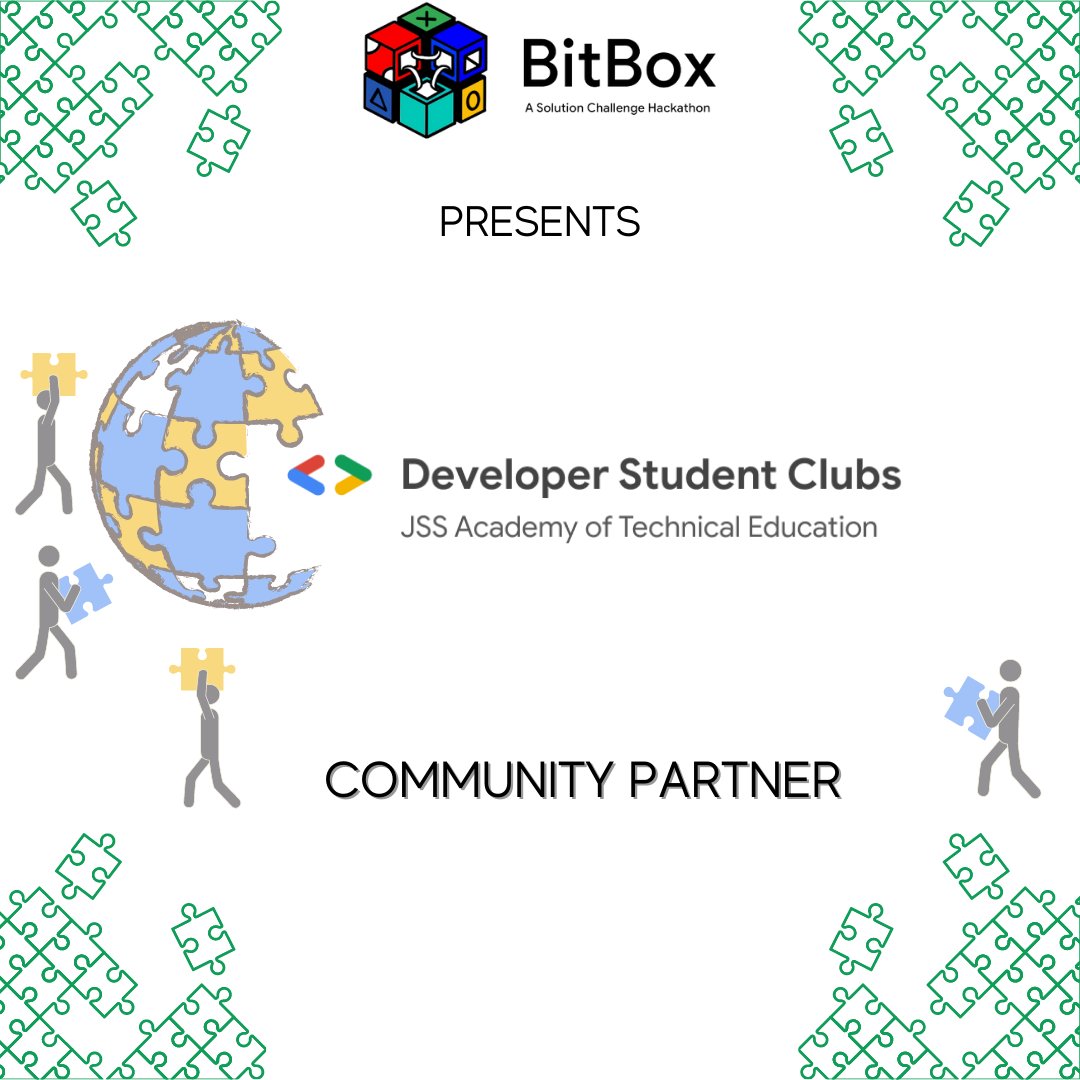 BitBox
A Solution Challenge Hackathon
PRESENTS
Developer Student Clubs
JSS Academy of Technical Education
COMMUNITY PARTNER